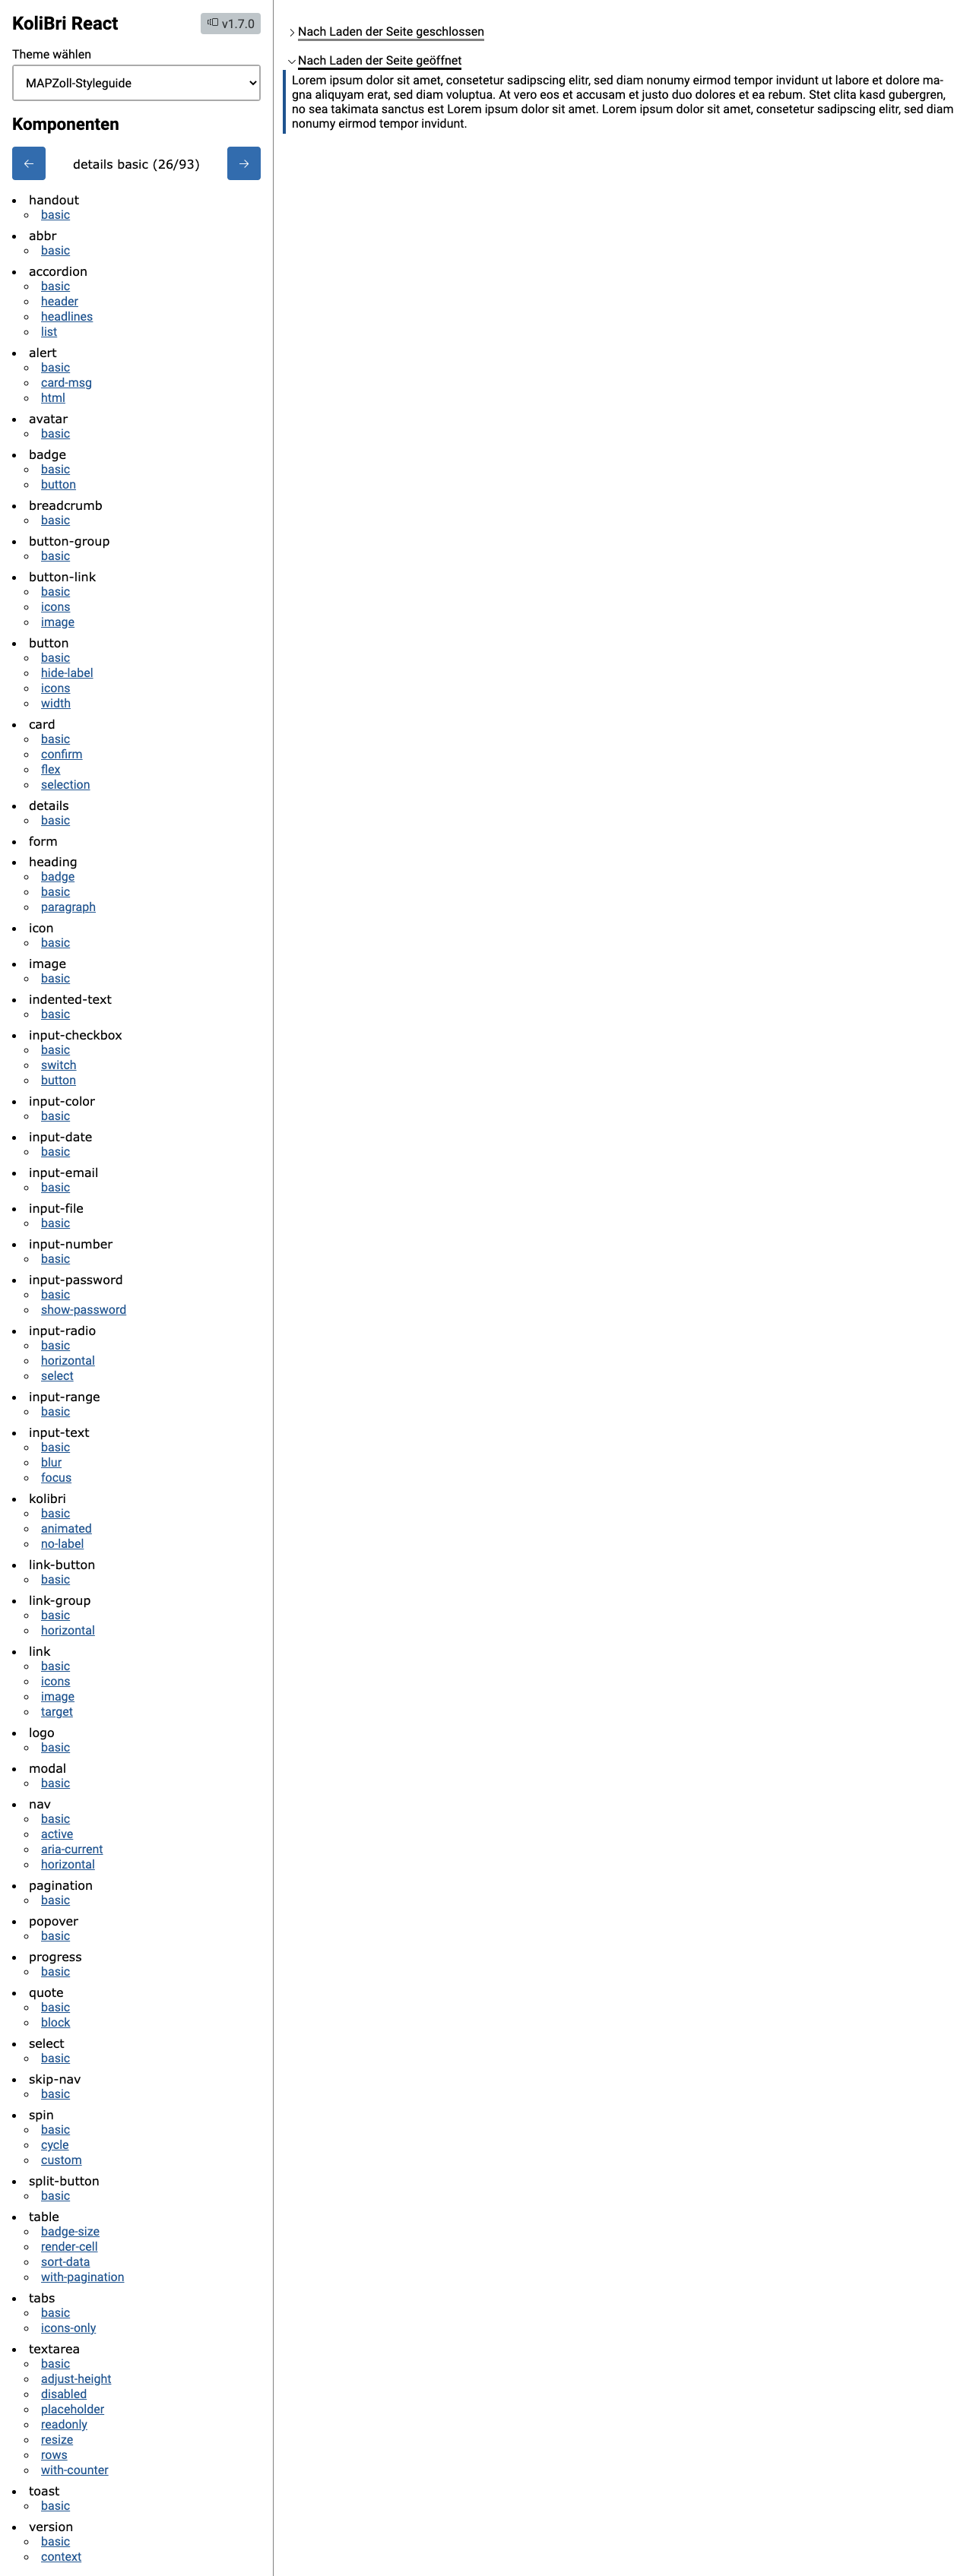 KoliBri React
v1.7.0
Theme wählen
MAPZoll-Styleguide
Komponenten
← details basic (26/93) →
handout
basic
abbr
basic
accordion
basic
header
headlines
list
alert
basic
card-msg
html
avatar
basic
badge
basic
button
breadcrumb
basic
button-group
basic
button-link
basic
icons
image
button
basic
hide-label
icons
width
card
basic
confirm
flex
selection
details
basic
form
heading
badge
basic
paragraph
icon
basic
image
basic
indented-text
basic
input-checkbox
basic
switch
button
input-color
basic
input-date
basic
input-email
basic
input-file
basic
input-number
basic
input-password
basic
show-password
input-radio
basic
horizontal
select
input-range
basic
input-text
basic
blur
focus
kolibri
basic
animated
no-label
link-button
basic
link-group
basic
horizontal
link
basic
icons
image
target
logo
basic
modal
basic
nav
basic
active
aria-current
horizontal
pagination
basic
popover
basic
progress
basic
quote
basic
block
select
basic
skip-nav
basic
spin
basic
cycle
custom
split-button
basic
table
badge-size
render-cell
sort-data
with-pagination
tabs
basic
icons-only
textarea
basic
adjust-height
disabled
placeholder
readonly
resize
rows
with-counter
toast
basic
version
basic
context
Nach Laden der Seite geschlossen
Nach Laden der Seite geöffnet
Lorem ipsum dolor sit amet, consetetur sadipscing elitr, sed diam nonumy eirmod tempor invidunt ut labore et dolore ma-
gna aliquyam erat, sed diam voluptua. At vero eos et accusam et justo duo dolores et ea rebum. Stet clita kasd gubergren,
no sea takimata sanctus est Lorem ipsum dolor sit amet. Lorem ipsum dolor sit amet, consetetur sadipscing elitr, sed diam
nonumy eirmod tempor invidunt.